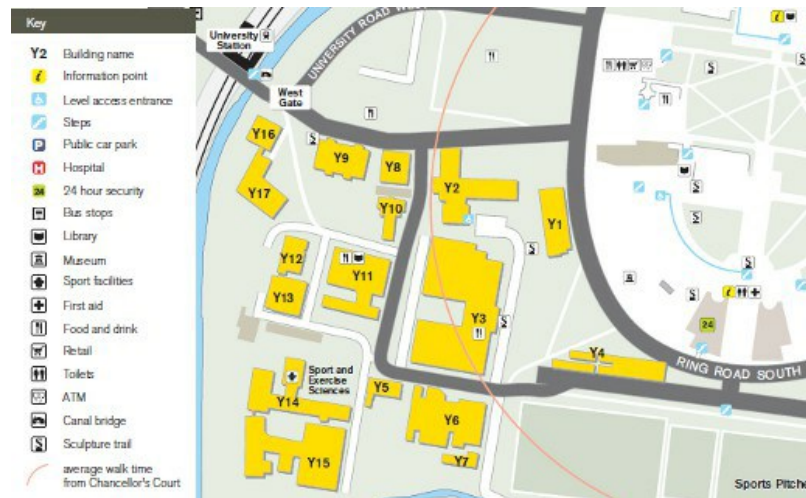 Key
Y2 Building name
i Information point
Level access entrance
Steps
P Public car park
H Hospital
24 24 hour security
Bus stops
Library
Museum
Sport facilities
First aid
Food and drink
Retail
Toilets
ATM
Canal bridge
S Sculpture trail
average walk time
from Chancellor's Court
University
Station
UNIVERSITY ROAD WE
West
Gate
Y16
Y9
Y8
Y17
Y2
Y10
Y1
Y12
Y11
Y13
Y3
24
Y4
RING ROAD SOUTH
Sport and
Exercise
Sciences
Y14
Y5
Y6
Y15
Y7
Sports Pitche